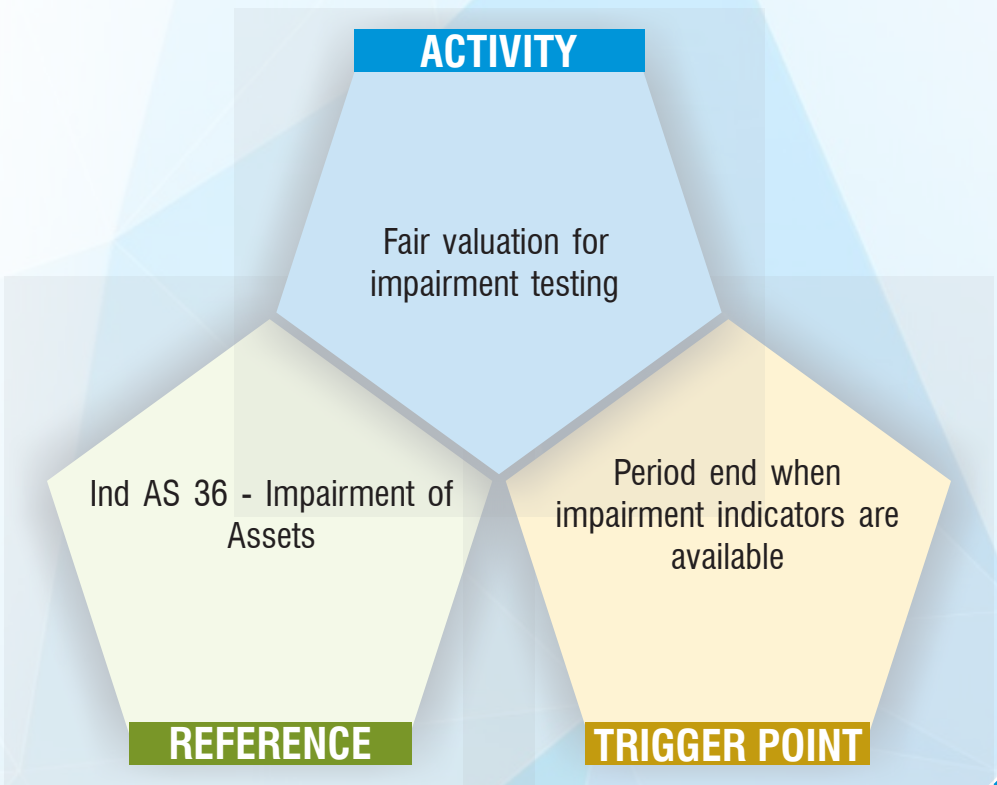 ACTIVITY
Fair valuation for
impairment testing
Ind AS 36 - Impairment of
Assets
REFERENCE
Period end when
impairment indicators are
available
TRIGGER POINT